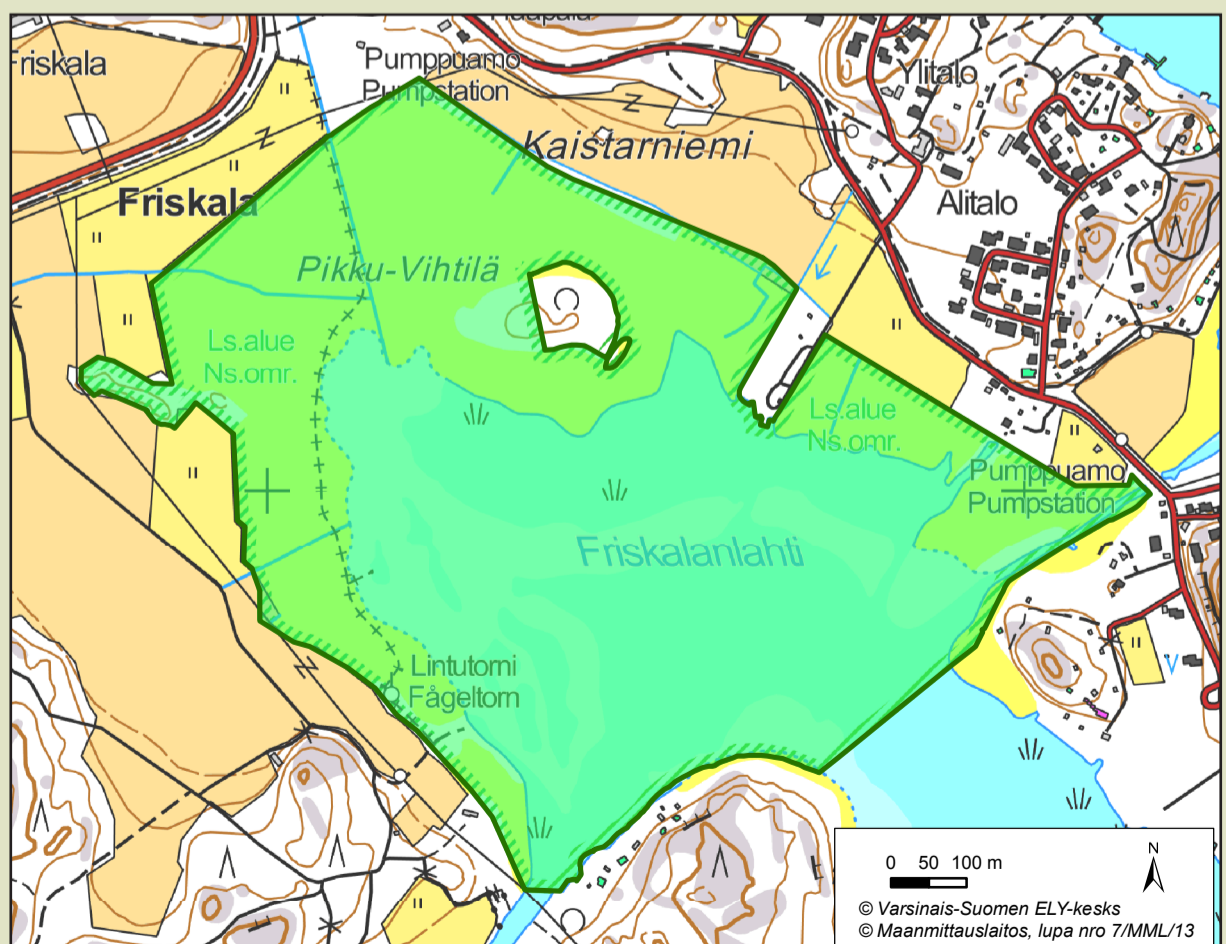 Friskala
Pumppuamo
Pumpstation
Ylitalo
Kaistarniemi
Friskala
Alitalo
Pikku-Vihtilä
Ls.alue
Ns.omr.
Ls.alue
Ns.omr.
Pumppuamo
Pumpstation
Friskalanlahti
Lintutorni
Fågeltorn
0 50 100 m
N
© Varsinais-Suomen ELY-kesks
© Maanmittauslaitos, lupa nro 7/MML/13